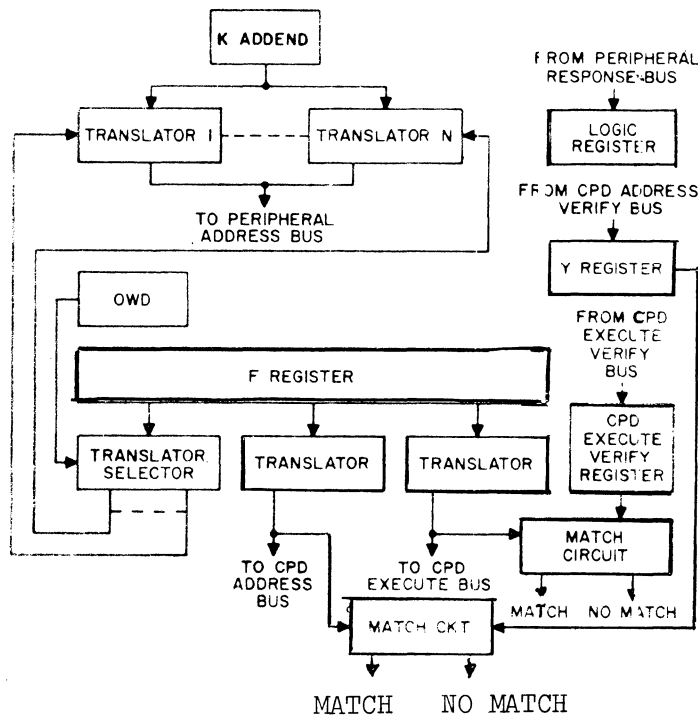 K ADDEND
FROM PERIPHERAL
RESPONSE BUS
TRANSLATOR 1
TRANSLATOR N
LOGIC
REGISTER
TO PERIPHERAL
ADDRESS BUS
FROM CPD ADDRESS
VERIFY BUS
Y REGISTER
OWD
FROM CPD
EXECUTE
VERIFY
BUS
F REGISTER
TRANSLATOR
SELECTOR
TRANSLATOR
TRANSLATOR
CPD
EXECUTE
VERIFY
REGISTER
MATCH
CIRCUIT
TO CPD
ADDRESS
BUS
TO CPD
EXECUTE BUS
MATCH
NO MATCH
MATCH CKT
MATCH
NO MATCH